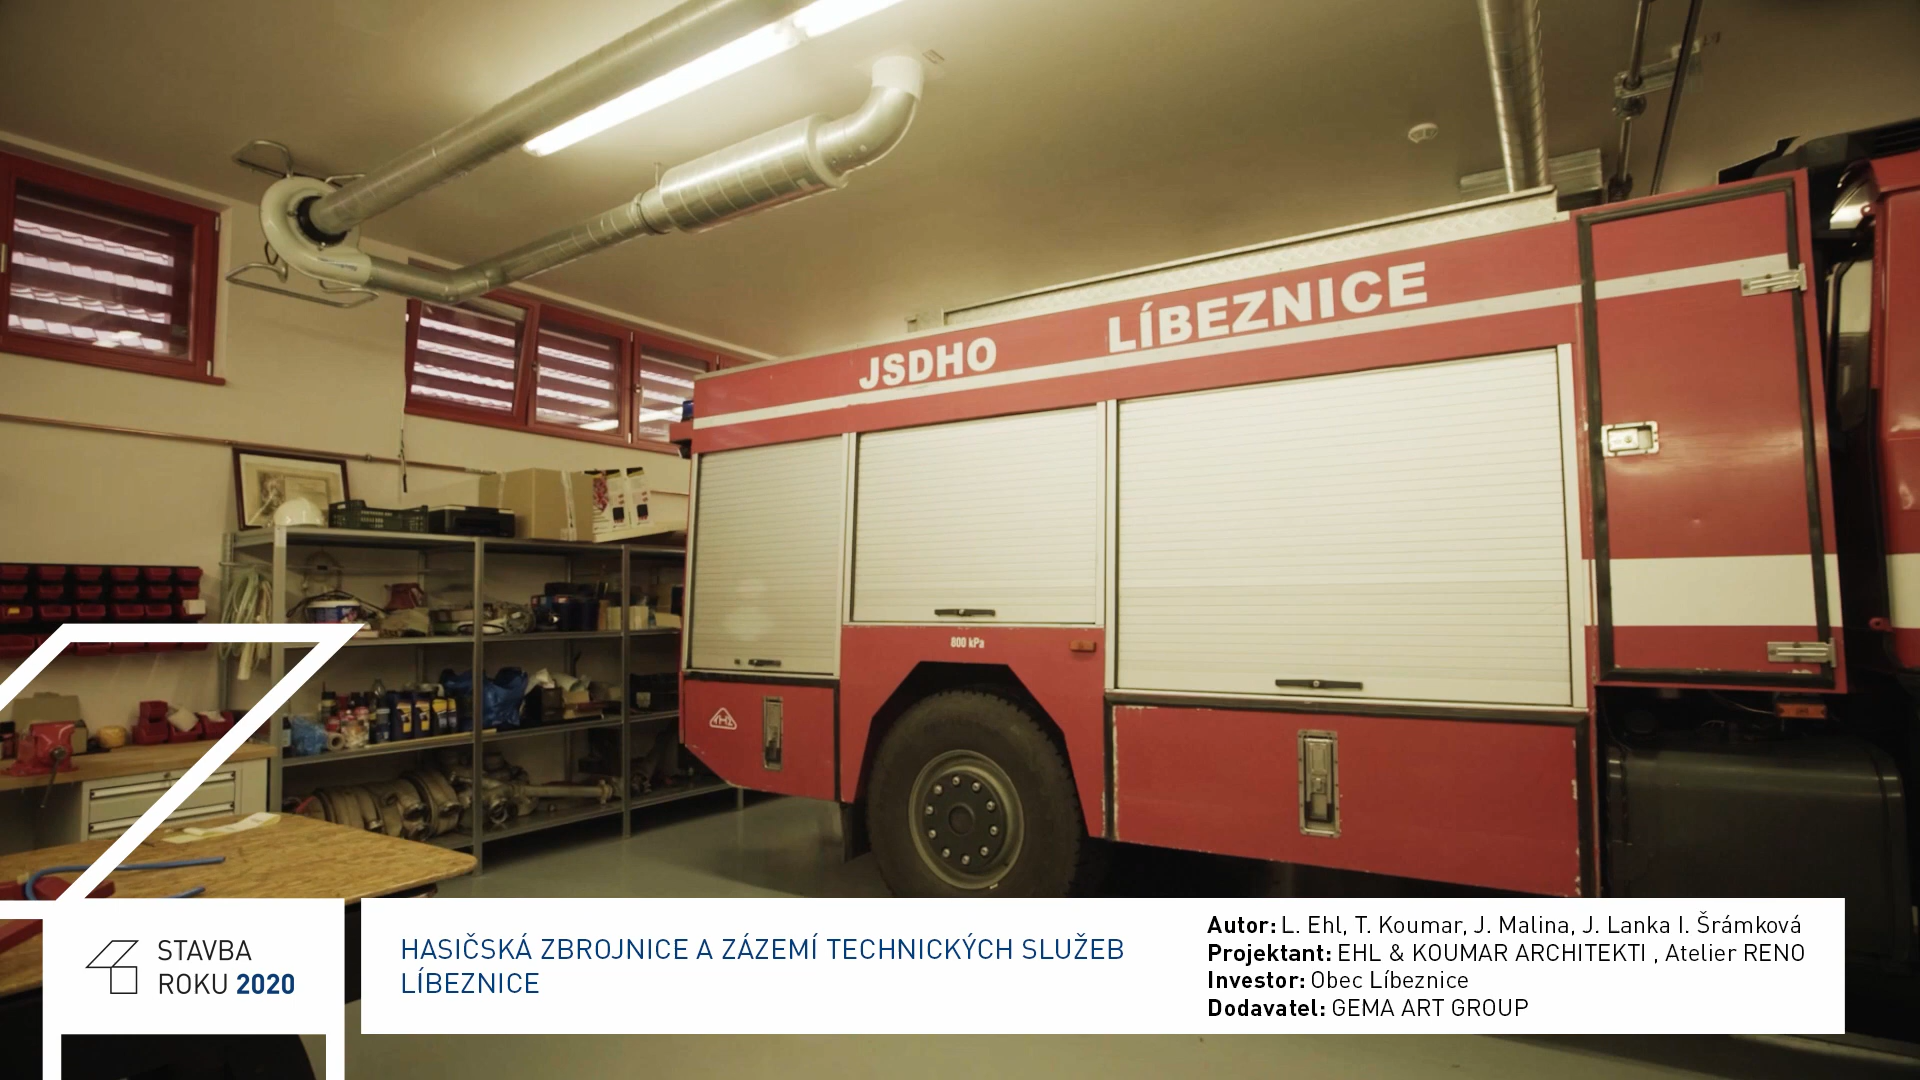 JSDHO LÍBEZNICE
800 kPa
THZ
STAVBA
ROKU 2020
HASIČSKÁ ZBROJNICE A ZÁZEMÍ TECHNICKÝCH SLUŽEB
LÍBEZNICE
Autor: L. Ehl, T. Koumar, J. Malina, J. Lanka I. Šrámková
Projektant: EHL & KOUMAR ARCHITEKTI , Atelier RENO
Investor: Obec Líbeznice
Dodavatel: GEMA ART GROUP